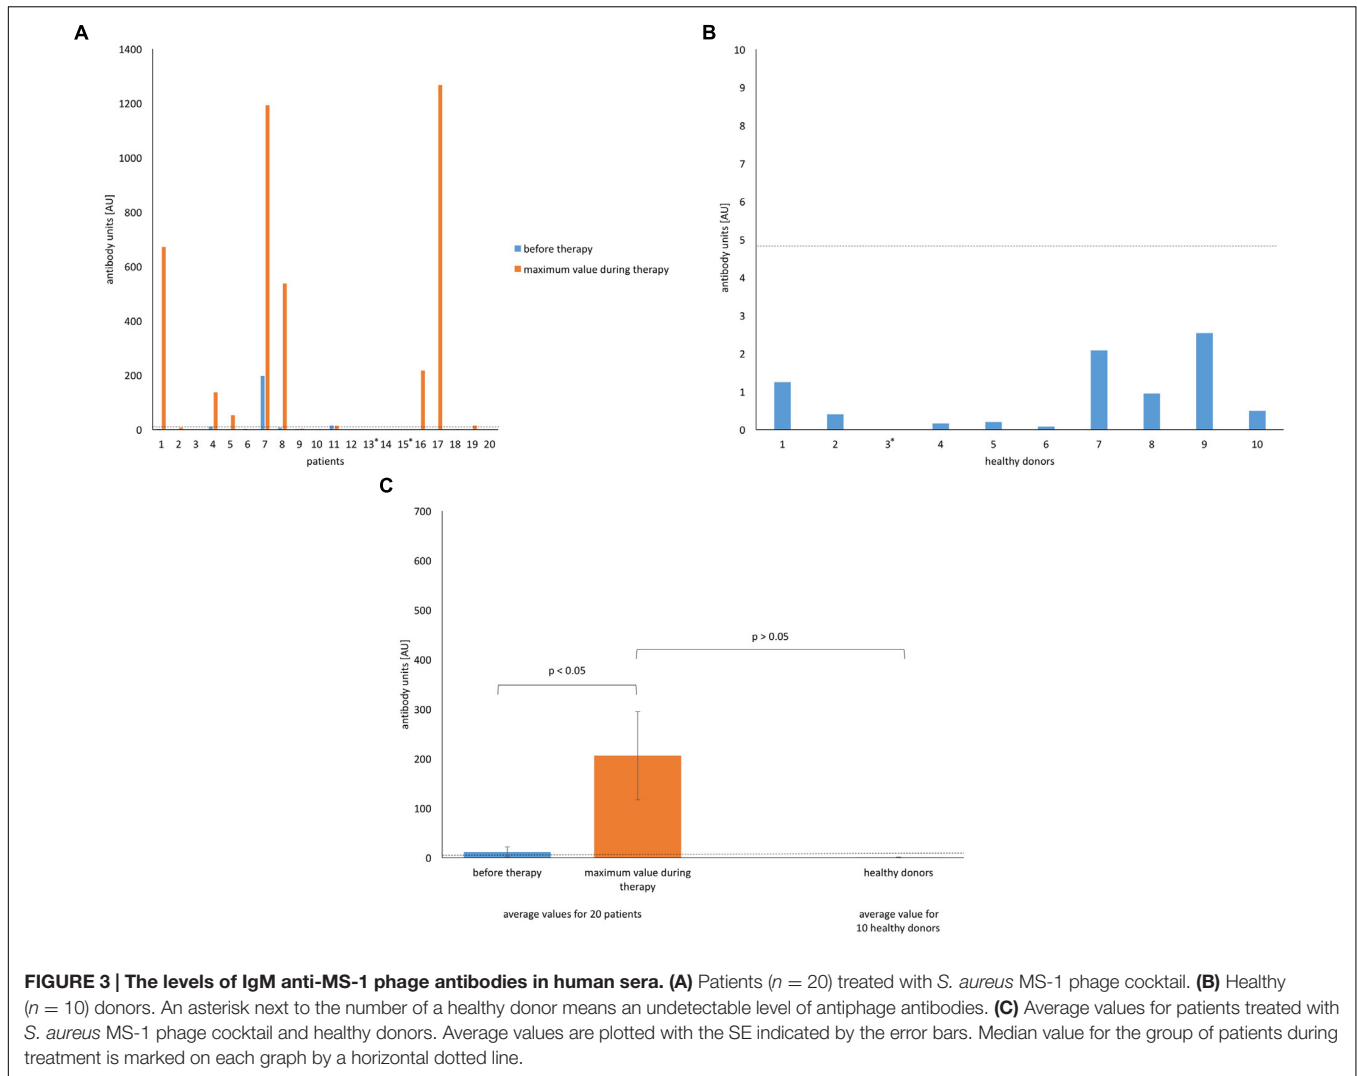 A
1400
1200
1000
800
600
400
200
0
antibody units [AU]
1 2 3 4 5 6 7 8 9 10 11 12 13* 14 15* 16 17 18 19 20
patients
before therapy
maximum value during therapy
B
10
9
8
7
6
5
4
3
2
1
0
antibody units [AU]
1 2 3* 4 5 6 7 8 9 10
healthy donors
C
700
600
500
400
300
200
100
0
antibody units [AU]
p < 0.05
p > 0.05
before therapy
maximum value during
therapy
healthy donors
average values for 20 patients
average value for
10 healthy donors
FIGURE 3 | The levels of IgM anti-MS-1 phage antibodies in human sera. (A) Patients (n = 20) treated with S. aureus MS-1 phage cocktail. (B) Healthy
(n = 10) donors. An asterisk next to the number of a healthy donor means an undetectable level of antiphage antibodies. (C) Average values for patients treated with
S. aureus MS-1 phage cocktail and healthy donors. Average values are plotted with the SE indicated by the error bars. Median value for the group of patients during
treatment is marked on each graph by a horizontal dotted line.